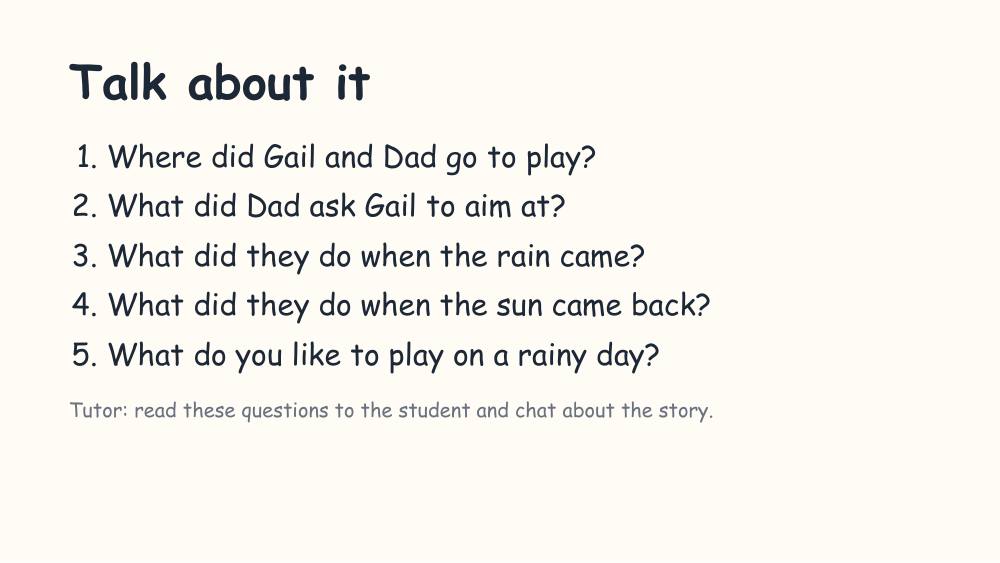 Talk about it
1. Where did Gail and Dad go to play?
2. What did Dad ask Gail to aim at?
3. What did they do when the rain came?
4. What did they do when the sun came back?
5. What do you like to play on a rainy day?
Tutor: read these questions to the student and chat about the story.